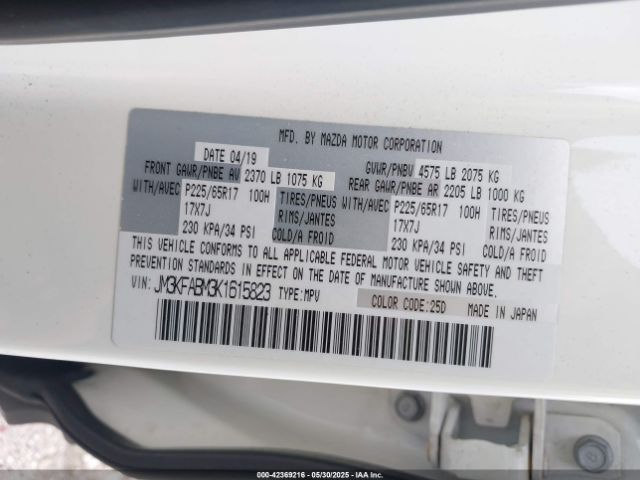 MFD. BY MAZDA MOTOR CORPORATION
DATE 04/19 GVWR/PNBV 4575 LB 2075 KG
FRONT GAWR/PNBE AV 2370 LB 1075 KG REAR GAWR/PNBE AR 2205 LB 1000 KG
WITH/AVEC P225/65R17 100H TIRES/PNEUS WITH/AVEC P225/65R17 100H TIRES/PNEUS
17X7J RIMS/JANTES 17X7J RIMS/JANTES
230 KPA/34 PSI COLD/A FROID 230 KPA/34 PSI COLD/A FROID
THIS VEHICLE CONFORMS TO ALL APPLICABLE FEDERAL MOTOR VEHICLE SAFETY AND THEFT
PREVENTION STANDARDS IN EFFECT ON THE DATE OF MANUFACTURE SHOWN ABOVE.
VIN: JM3KFABM3K1615823 TYPE:MPV COLOR CODE:25D MADE IN JAPAN
000-42369216 - 05/30/2025 - IAAI.COM